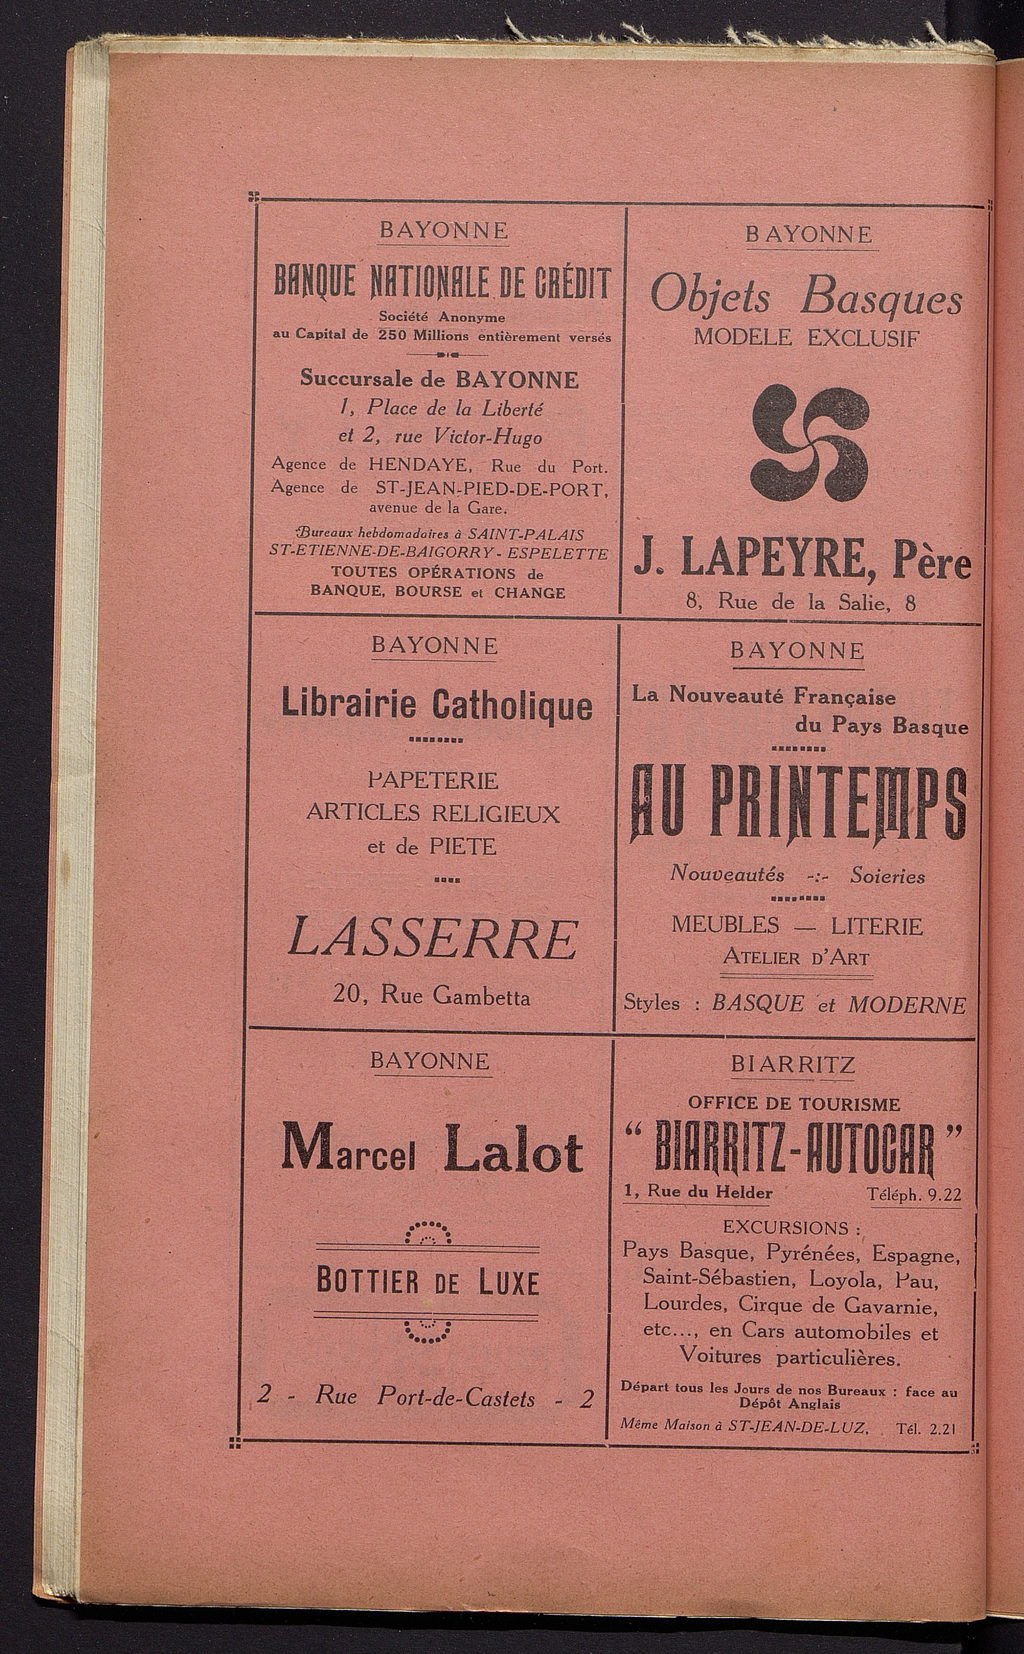 BAYONNE
BANQUE NATIONALE DE CRÉDIT
Société Anonyme
au Capital de 250 Millions entièrement versés
Succursale de BAYONNE
1, Place de la Liberté
et 2, rue Victor-Hugo
Agence de HENDAYE, Rue du Port.
Agence de ST-JEAN-PIED-DE-PORT,
avenue de la Gare.
Bureaux hebdomadaires à SAINT-PALAIS
ST-ETIENNE-DE-BAIGORRY - ESPELETTE
TOUTES OPÉRATIONS de
BANQUE, BOURSE et CHANGE
BAYONNE
Objets Basques
MODELE EXCLUSIF
J. LAPEYRE, Père
8, Rue de la Salie, 8
BAYONNE
Librairie Catholique
PAPETERIE
ARTICLES RELIGIEUX
et de PIETE
LASSERRE
20, Rue Gambetta
BAYONNE
La Nouveauté Française
du Pays Basque
AU PRINTEMPS
Nouveautés -:- Soieries
MEUBLES — LITERIE
ATELIER D'ART
Styles : BASQUE et MODERNE
BAYONNE
Marcel Lalot
BOTTIER DE LUXE
2 - Rue Port-de-Castets - 2
BIARRITZ
OFFICE DE TOURISME
“ BIARRITZ-AUTOCAR ”
1, Rue du Helder Téléph. 9.22
EXCURSIONS :
Pays Basque, Pyrénées, Espagne,
Saint-Sébastien, Loyola, Pau,
Lourdes, Cirque de Gavarnie,
etc..., en Cars automobiles et
Voitures particulières.
Départ tous les Jours de nos Bureaux : face au
Dépôt Anglais
Même Maison à ST-JEAN-DE-LUZ, Tél. 2.21